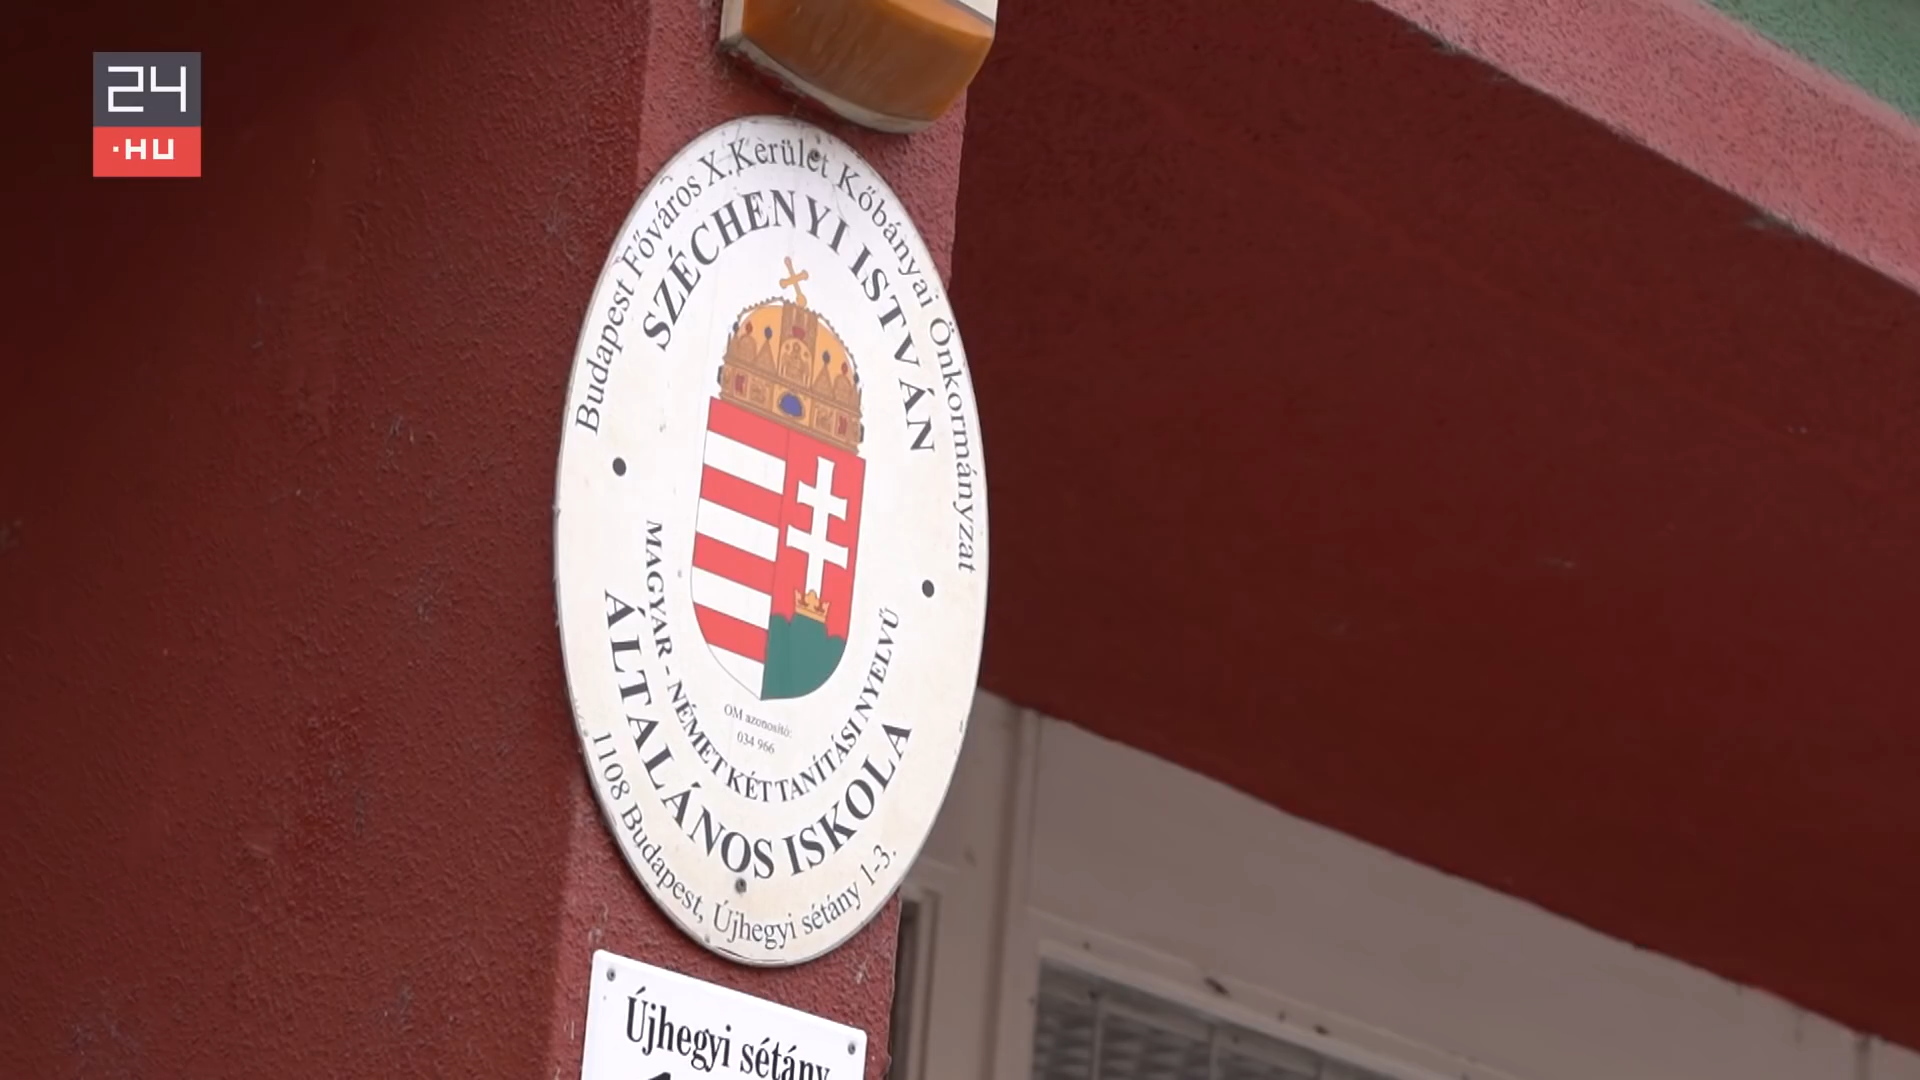 24
.HU
Budapest Főváros X.Kerület Kőbányai Önkormányzat
SZÉCHENYI ISTVÁN
OM azonosító:
034 966
MAGYAR - NÉMET KÉT TANÍTÁSI NYELVŰ
ÁLTALÁNOS ISKOLA
1108 Budapest, Újhegyi sétány 1-3.
Újhegyi sétány